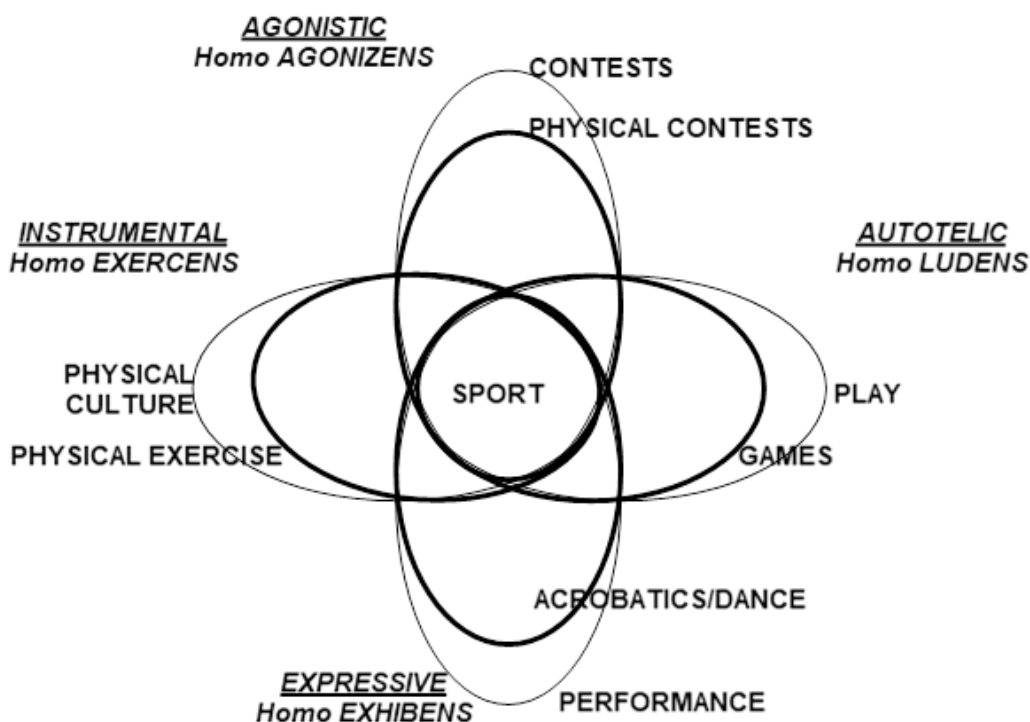 AGONISTIC
Homo AGONIZENS
CONTESTS
PHYSICAL CONTESTS
INSTRUMENTAL
Homo EXERCENS
AUTOTELIC
Homo LUDENS
PHYSICAL
CULTURE
SPORT
PLAY
PHYSICAL EXERCISE
GAMES
ACROBATICS/DANCE
EXPRESSIVE
Homo EXHIBENS
PERFORMANCE